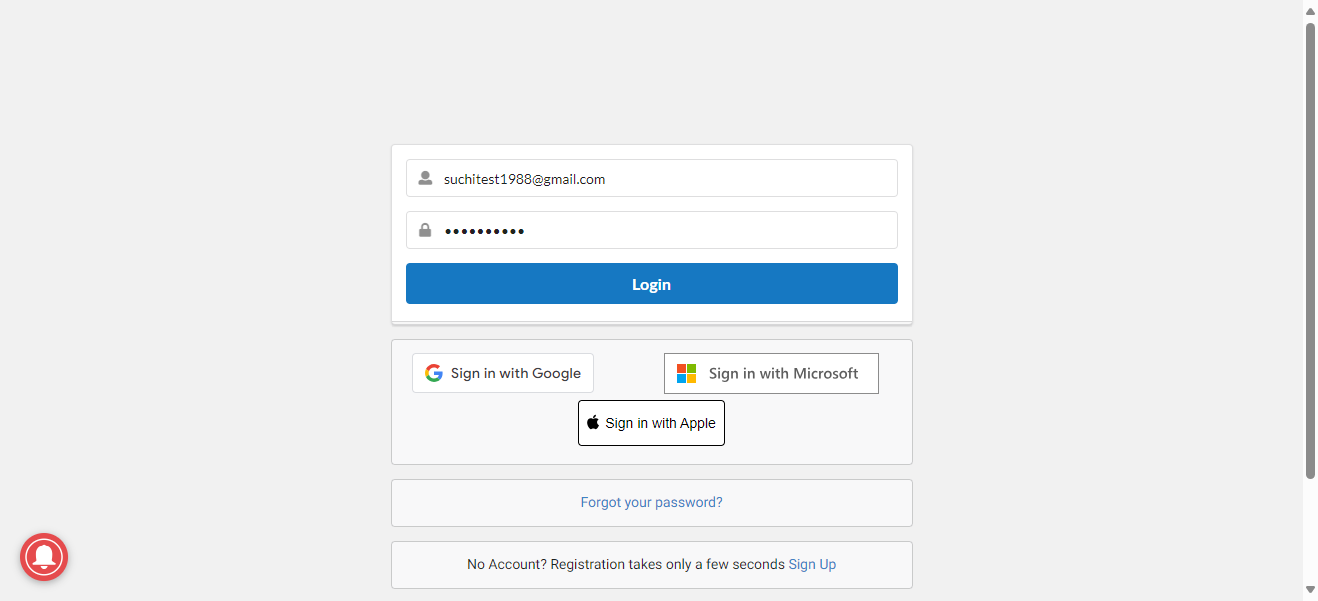 suchitest1988@gmail.com
••••••••••
Login
Sign in with Google
Sign in with Microsoft
Sign in with Apple
Forgot your password?
No Account? Registration takes only a few seconds Sign Up